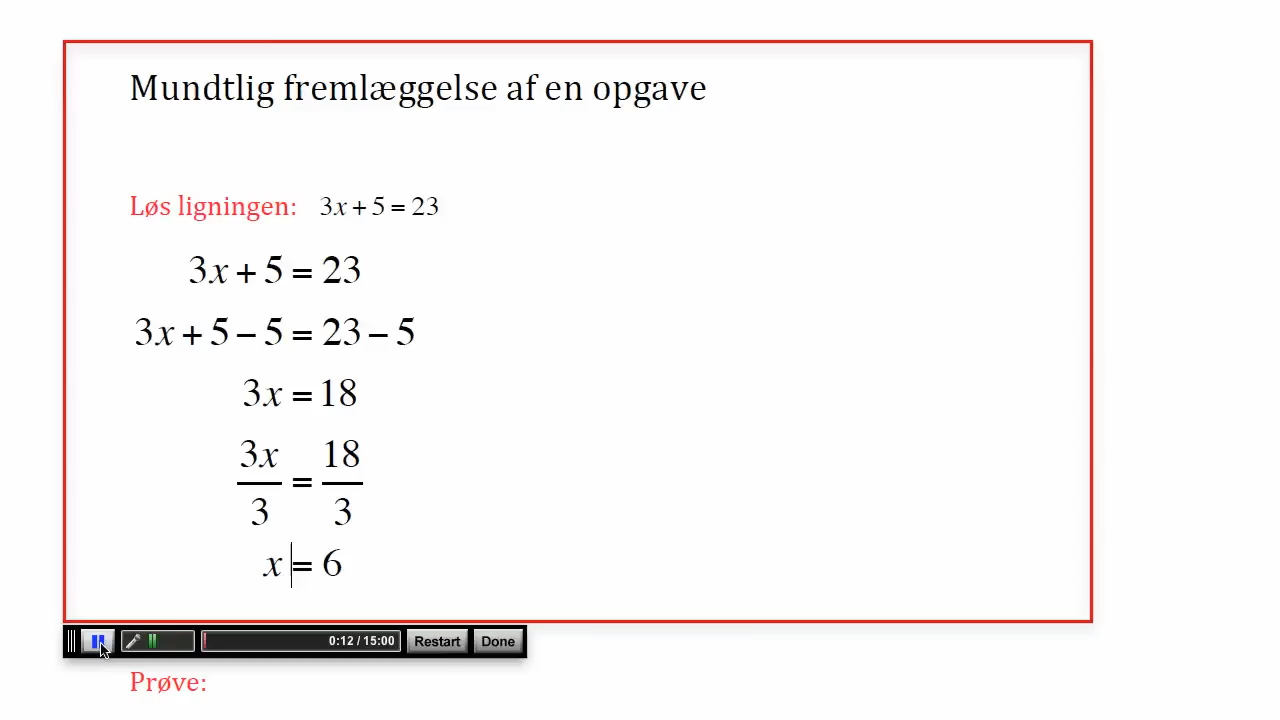 Mundtlig fremlæggelse af en opgave
Løs ligningen: 3x + 5 = 23
3x + 5 = 23
3x + 5 − 5 = 23 − 5
3x = 18
3x/3 = 18/3
x = 6
0:12 / 15:00 Restart Done
Prøve: